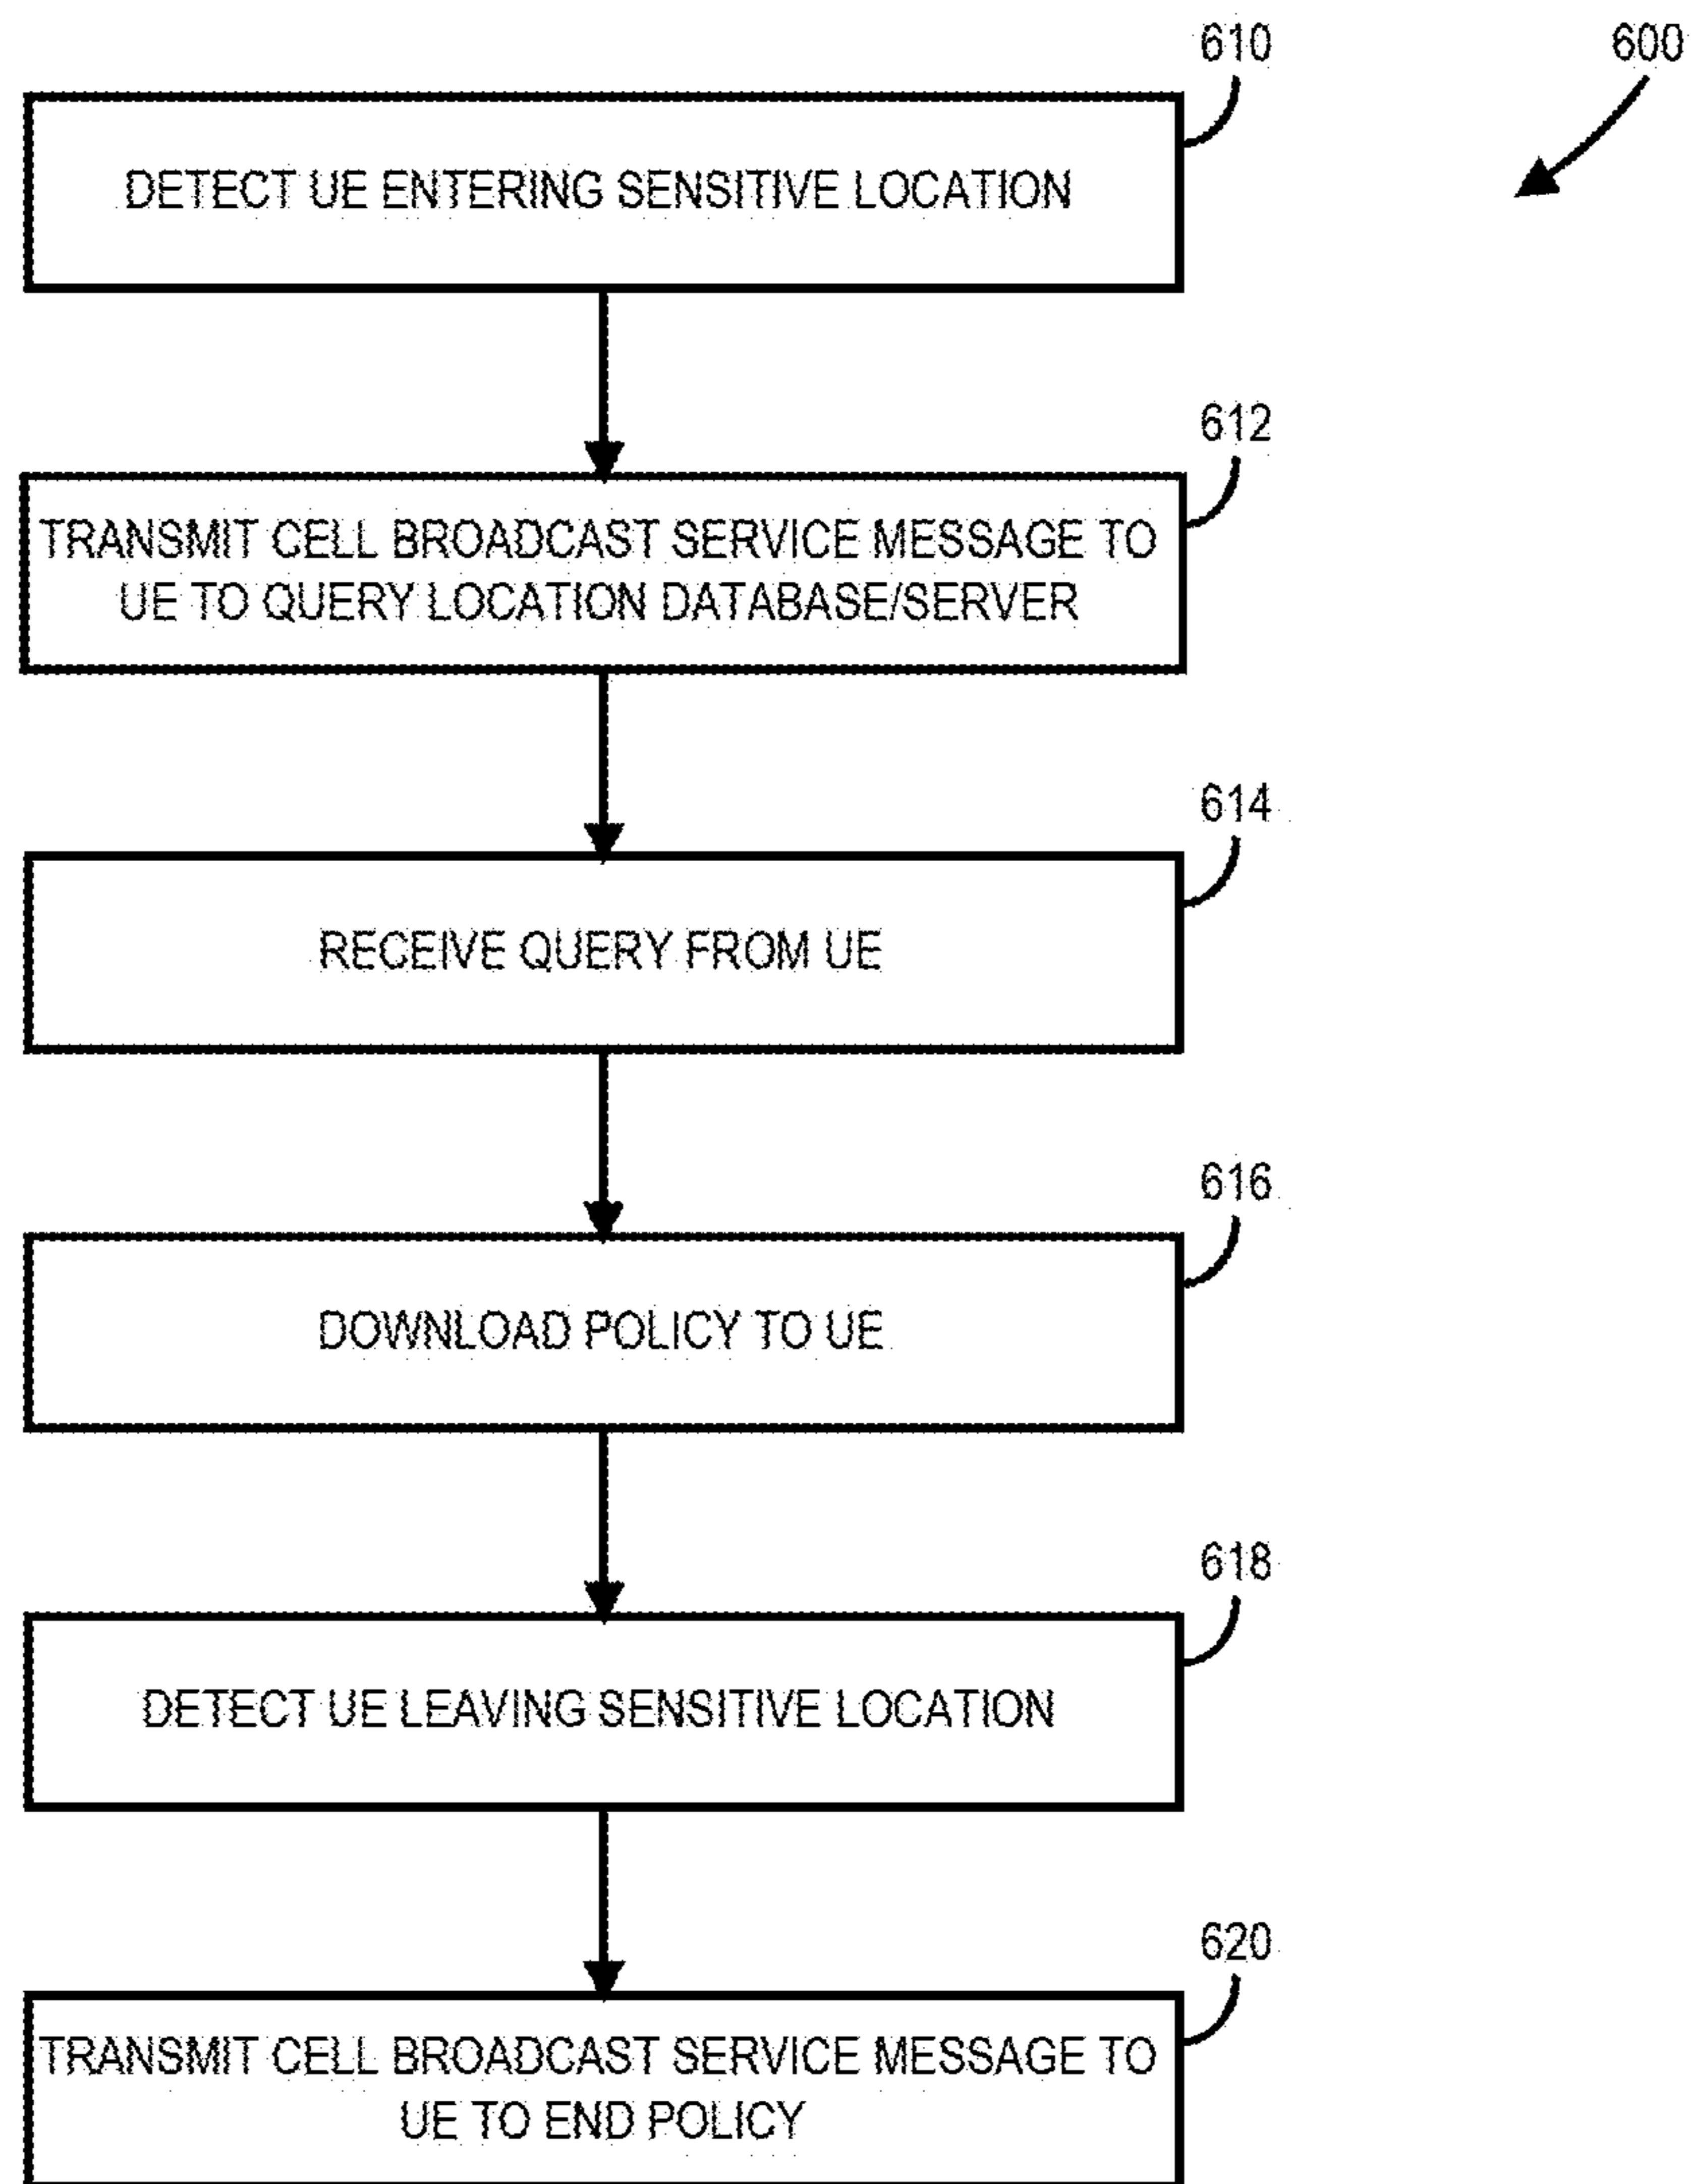 610
600
DETECT UE ENTERING SENSITIVE LOCATION
612
TRANSMIT CELL BROADCAST SERVICE MESSAGE TO
UE TO QUERY LOCATION DATABASE/SERVER
614
RECEIVE QUERY FROM UE
616
DOWNLOAD POLICY TO UE
618
DETECT UE LEAVING SENSITIVE LOCATION
620
TRANSMIT CELL BROADCAST SERVICE MESSAGE TO
UE TO END POLICY